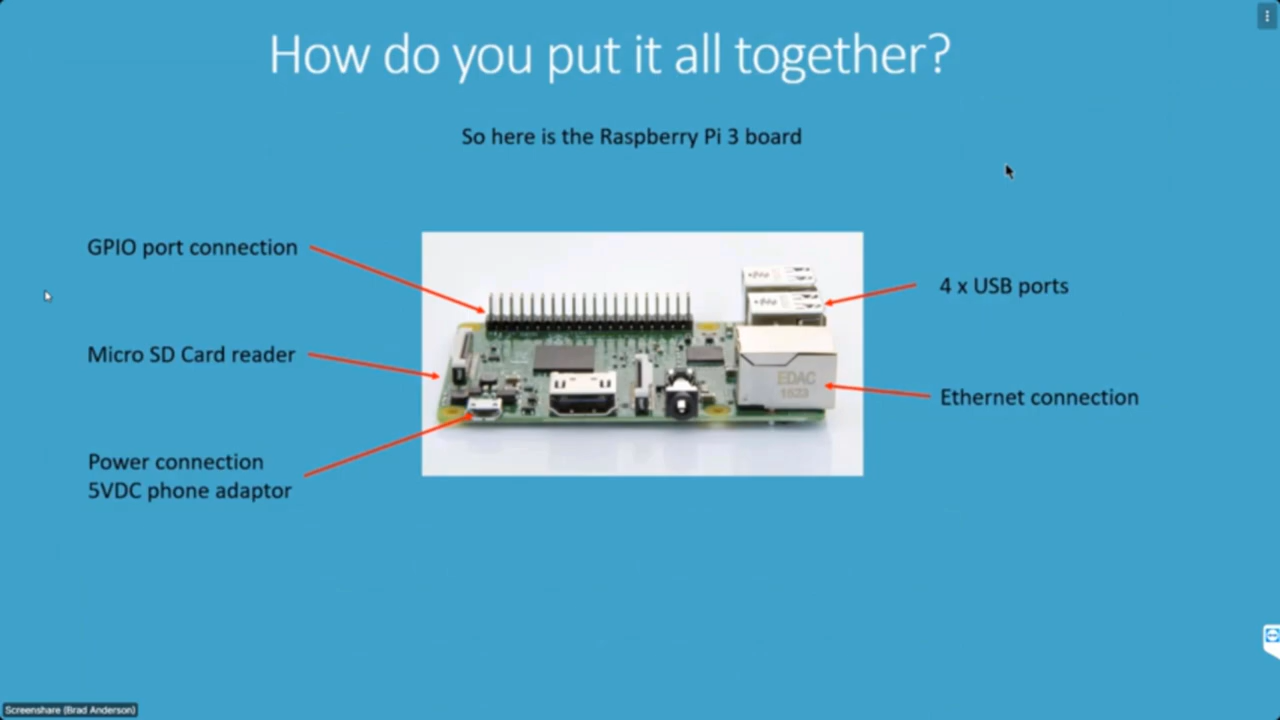 How do you put it all together?
So here is the Raspberry Pi 3 board
GPIO port connection
4 x USB ports
Micro SD Card reader
Ethernet connection
Power connection
5VDC phone adaptor
EDAC
1523
Screenshare (Brad Anderson)